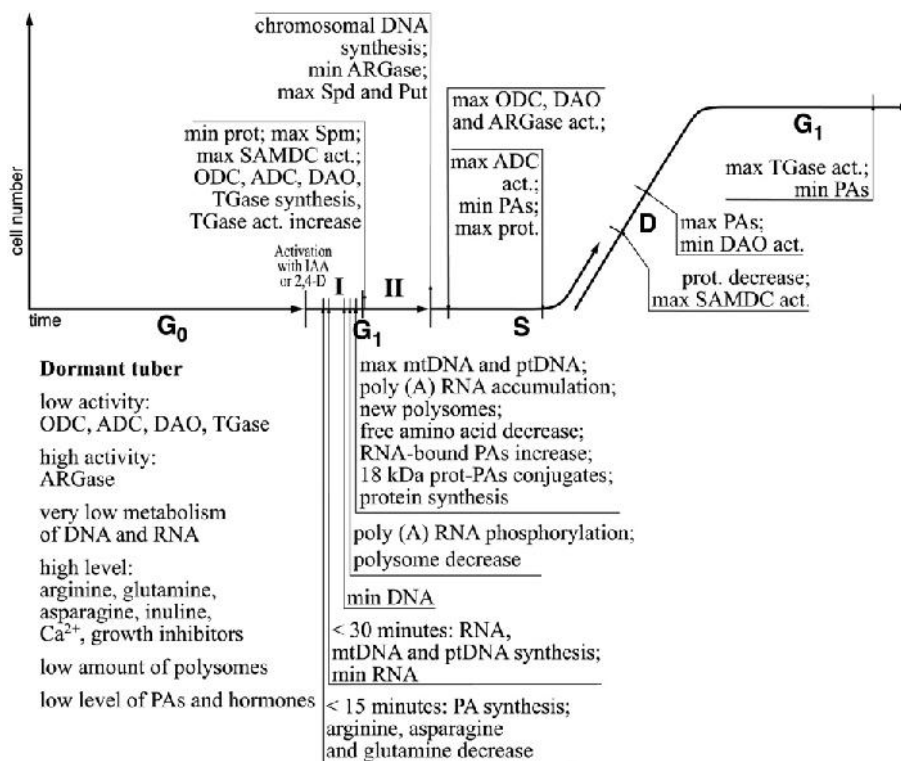 chromosomal DNA
synthesis;
min ARGase;
max Spd and Put
max ODC, DAO
and ARGase act.;
min prot; max Spm;
max SAMDC act.;
ODC, ADC, DAO,
TGase synthesis,
TGase act. increase
max ADC
act.;
min PAs;
max prot.
G₁
max TGase act.;
min PAs
cell number
D
max PAs;
min DAO act.
prot. decrease;
max SAMDC act.
Activation
with IAA
or 2,4-D
I
II
time
G₀
G₁
S
Dormant tuber
low activity:
ODC, ADC, DAO, TGase
high activity:
ARGase
very low metabolism
of DNA and RNA
high level:
arginine, glutamine,
asparagine, inuline,
Ca²⁺, growth inhibitors
low amount of polysomes
low level of PAs and hormones
max mtDNA and ptDNA;
poly (A) RNA accumulation;
new polysomes;
free amino acid decrease;
RNA-bound PAs increase;
18 kDa prot-PAs conjugates;
protein synthesis
poly (A) RNA phosphorylation;
polysome decrease
min DNA
< 30 minutes: RNA,
mtDNA and ptDNA synthesis;
min RNA
< 15 minutes: PA synthesis;
arginine, asparagine
and glutamine decrease